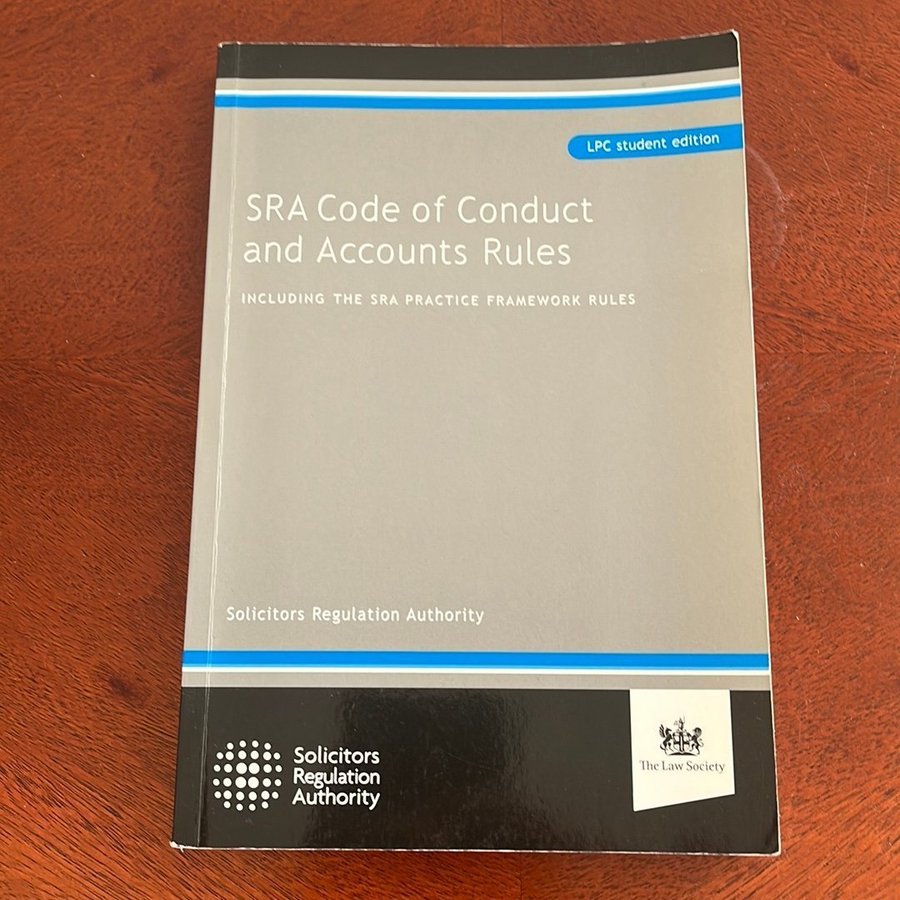 LPC student edition
SRA Code of Conduct
and Accounts Rules
INCLUDING THE SRA PRACTICE FRAMEWORK RULES
Solicitors Regulation Authority
Solicitors
Regulation
Authority
The Law Society